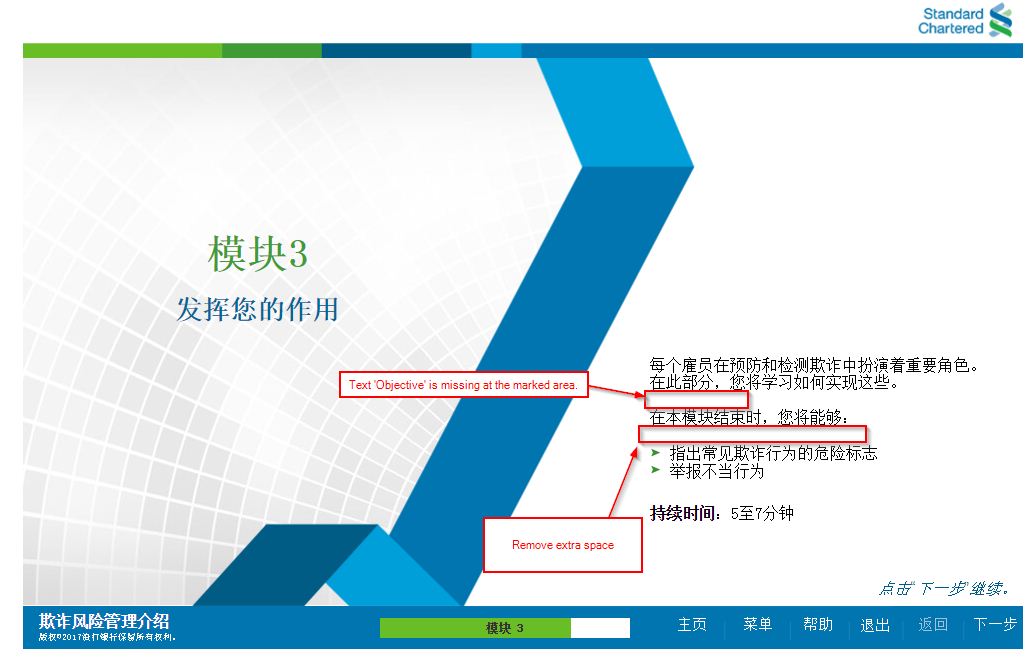 Standard
Chartered
模块3
发挥您的作用
每个雇员在预防和检测欺诈中扮演着重要角色。
在此部分，您将学习如何实现这些。
Text 'Objective' is missing at the marked area.
在本模块结束时，您将能够：
指出常见欺诈行为的危险标志
举报不当行为
持续时间：5至7分钟
Remove extra space
点击“下一步”继续。
欺诈风险管理介绍
版权©2017渣打银行保留所有权利。
模块 3
主页
菜单
帮助
退出
返回
下一步